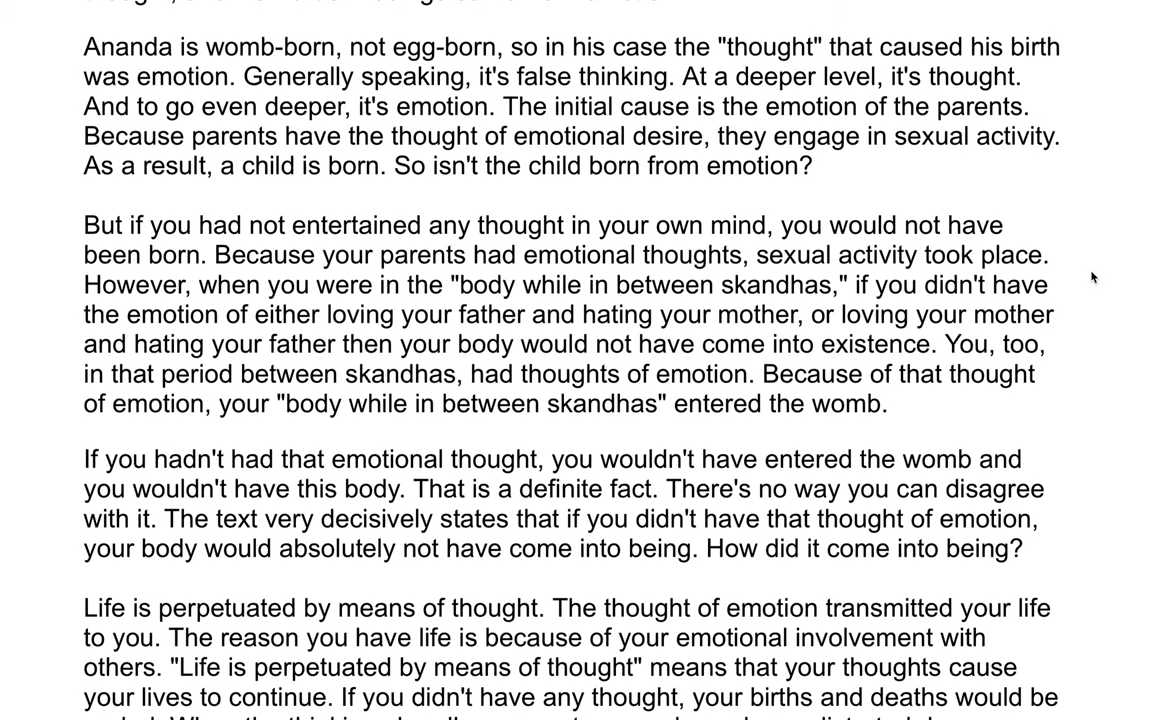 Ananda is womb-born, not egg-born, so in his case the "thought" that caused his birth
was emotion. Generally speaking, it's false thinking. At a deeper level, it's thought.
And to go even deeper, it's emotion. The initial cause is the emotion of the parents.
Because parents have the thought of emotional desire, they engage in sexual activity.
As a result, a child is born. So isn't the child born from emotion?
But if you had not entertained any thought in your own mind, you would not have
been born. Because your parents had emotional thoughts, sexual activity took place.
However, when you were in the "body while in between skandhas," if you didn't have
the emotion of either loving your father and hating your mother, or loving your mother
and hating your father then your body would not have come into existence. You, too,
in that period between skandhas, had thoughts of emotion. Because of that thought
of emotion, your "body while in between skandhas" entered the womb.
If you hadn't had that emotional thought, you wouldn't have entered the womb and
you wouldn't have this body. That is a definite fact. There's no way you can disagree
with it. The text very decisively states that if you didn't have that thought of emotion,
your body would absolutely not have come into being. How did it come into being?
Life is perpetuated by means of thought. The thought of emotion transmitted your life
to you. The reason you have life is because of your emotional involvement with
others. "Life is perpetuated by means of thought" means that your thoughts cause
your lives to continue. If you didn't have any thought, your births and deaths would be